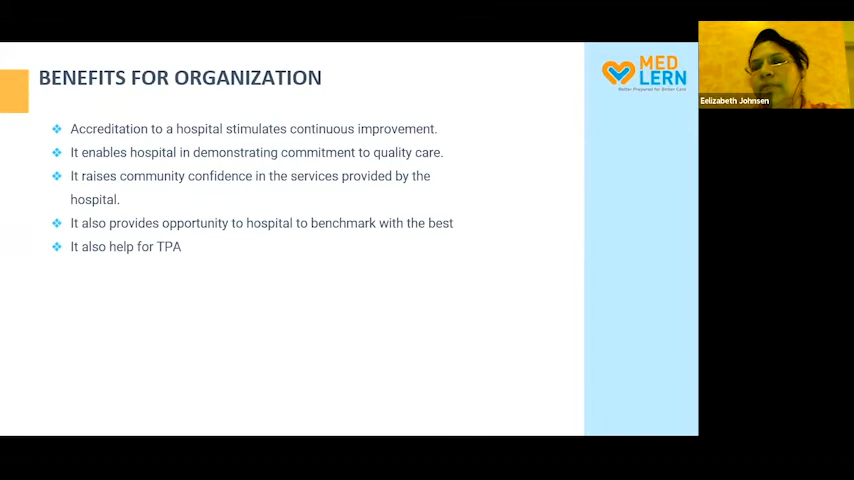 BENEFITS FOR ORGANIZATION
MED
LERN
Better Prepared for Better Care
Eelizabeth Johnsen
❖ Accreditation to a hospital stimulates continuous improvement.
❖ It enables hospital in demonstrating commitment to quality care.
❖ It raises community confidence in the services provided by the
hospital.
❖ It also provides opportunity to hospital to benchmark with the best
❖ It also help for TPA